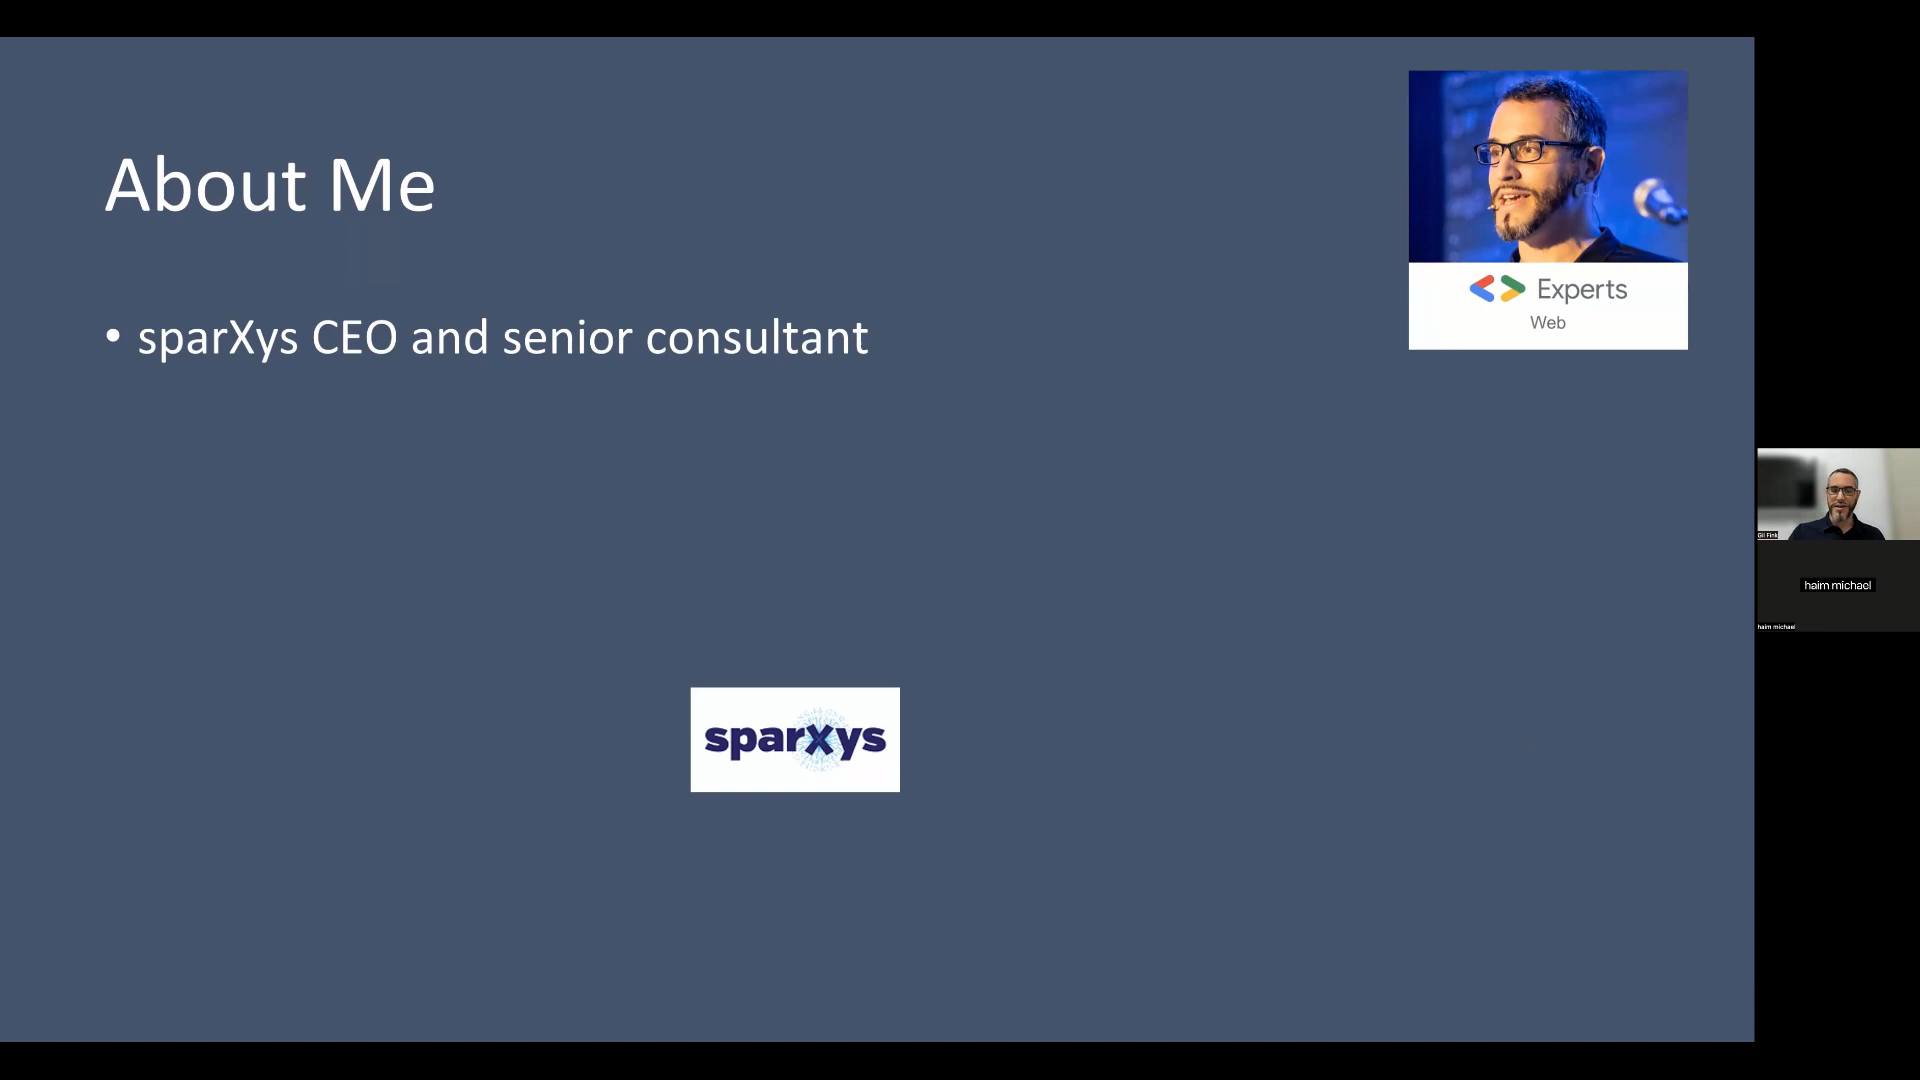 About Me
• sparXys CEO and senior consultant
Experts
Web
sparXys
Gil Fink
haim michael
haim michael